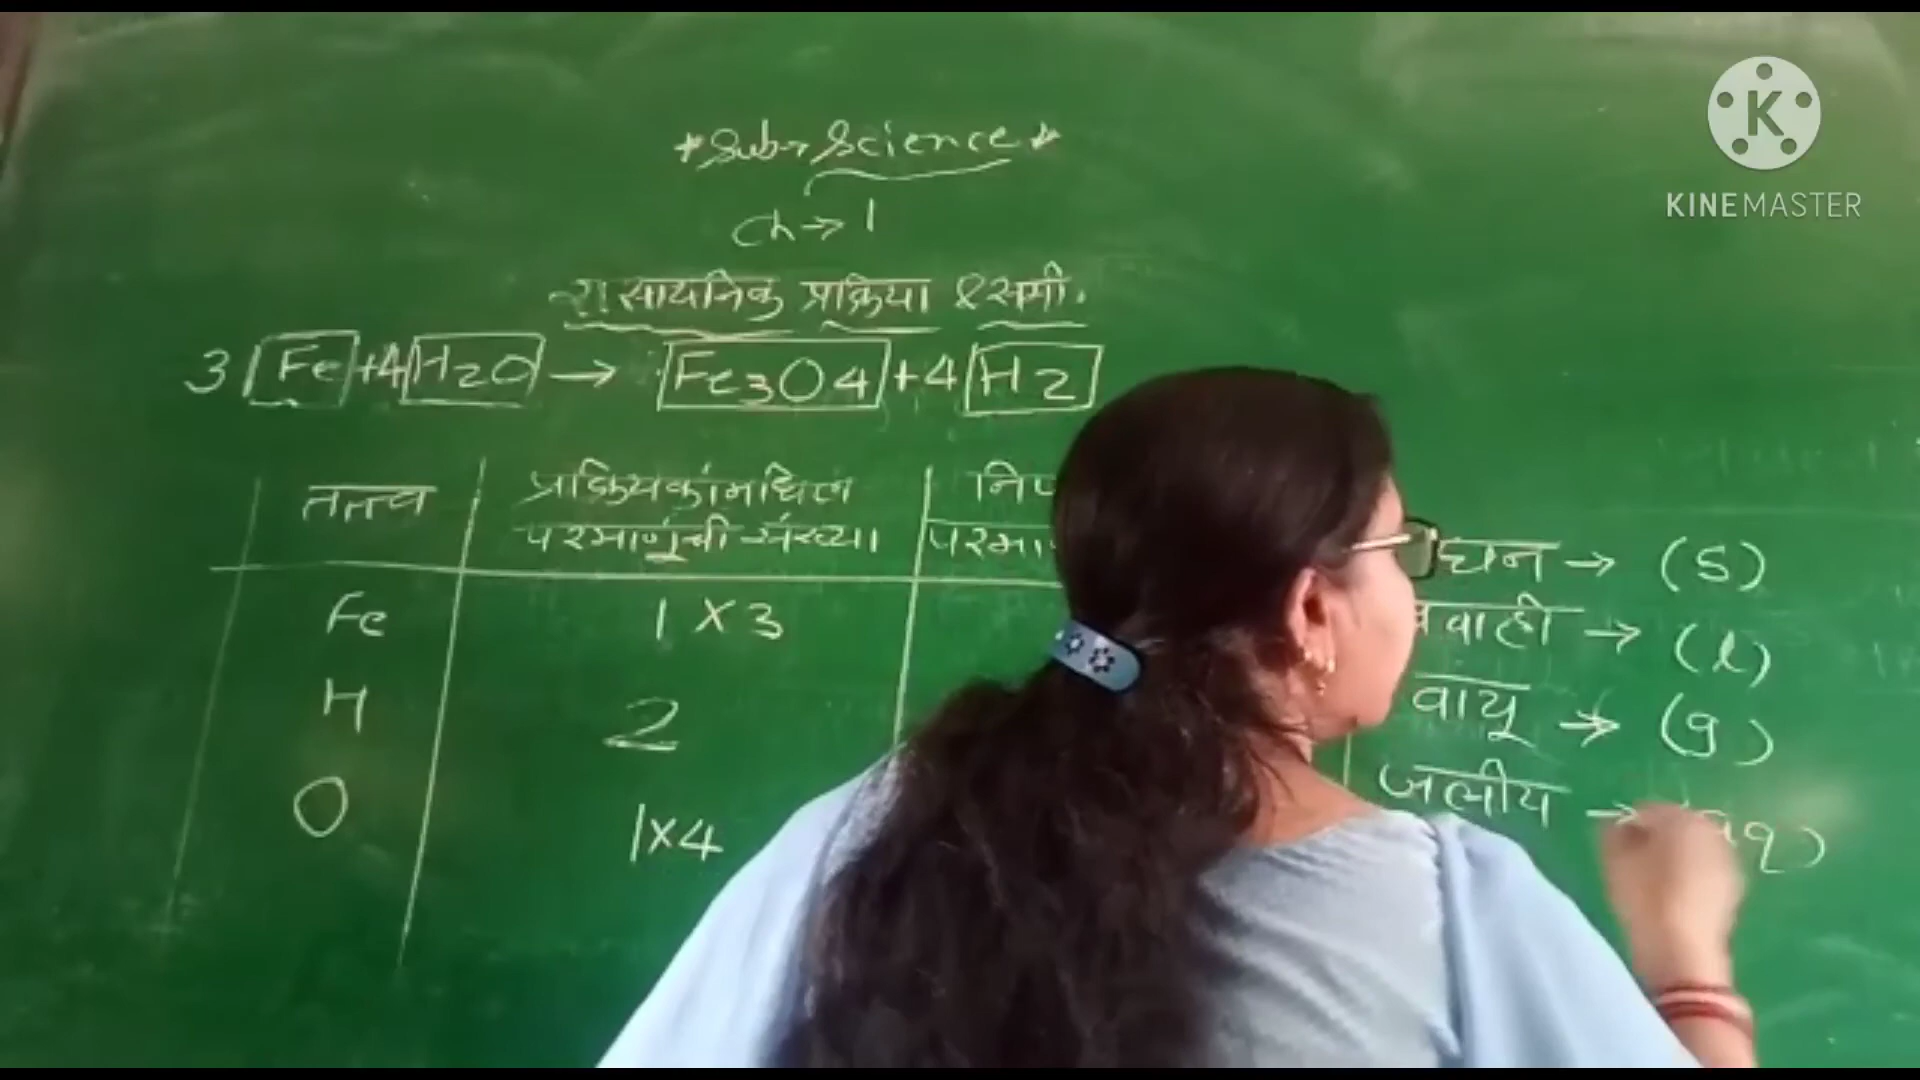 *Sub→Science*
Ch→1
रासायनिक प्रक्रिया & समी.
3 Fe +4 H2O → Fe3O4 +4 H2
तत्त्व
प्रक्रियकांमधिल
परमाणूंची संख्या
Fe 1 X 3
H 2
O 1X4
घन → (s)
वायू → (g)
जलीय →
K
KINEMASTER